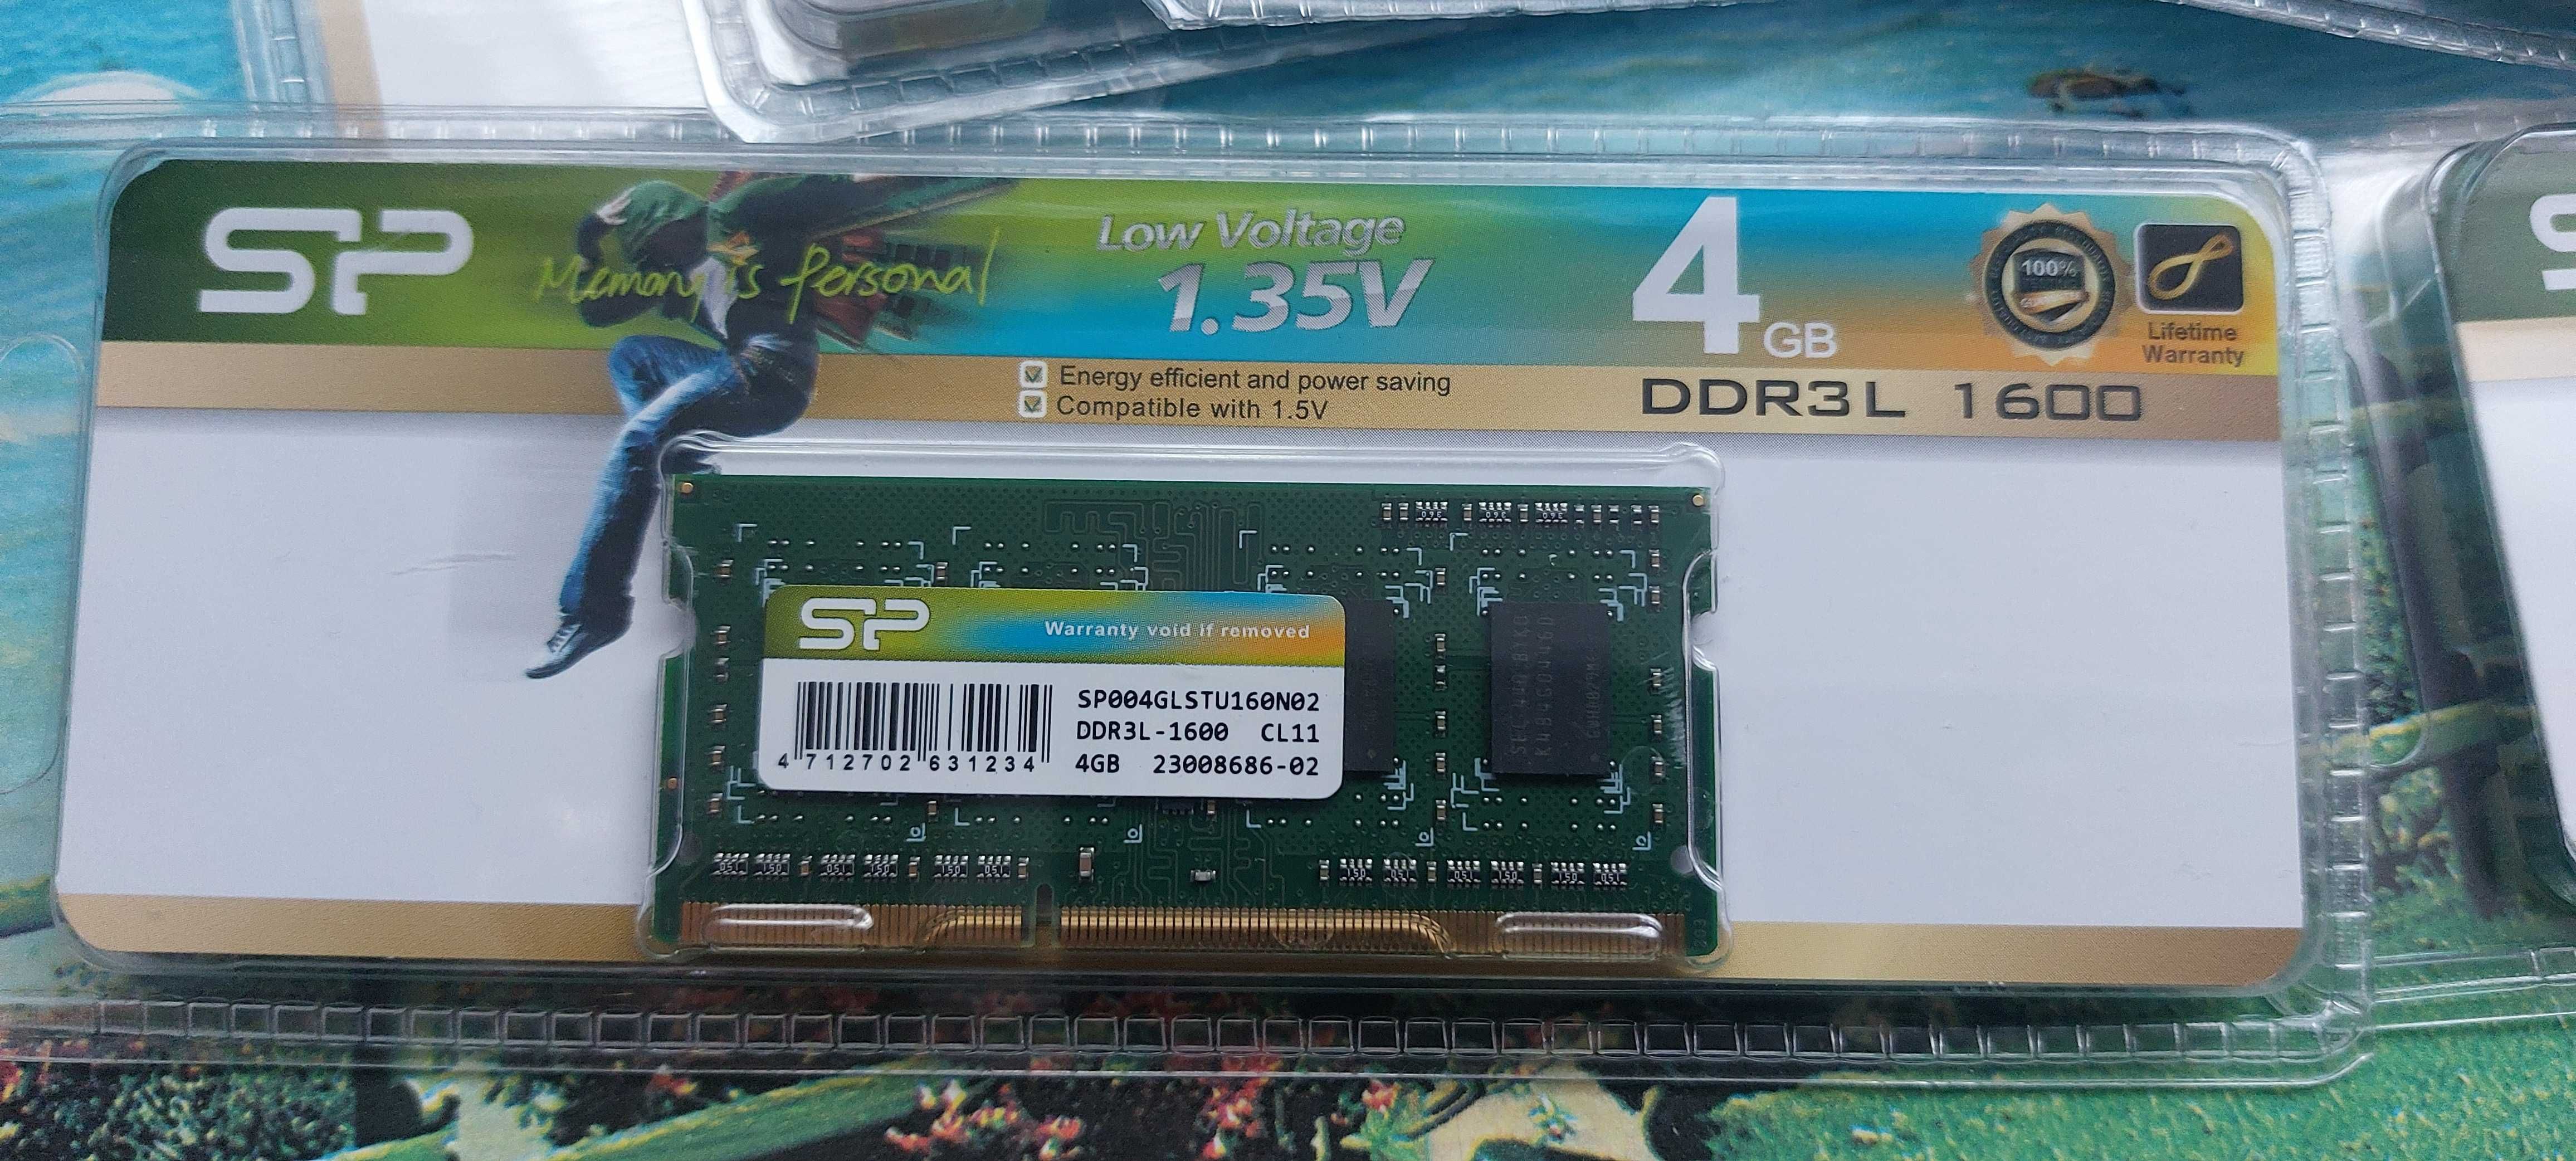 SP
Memory is Personal
Low Voltage
1.35V
4GB
100%
Lifetime
Warranty
Energy efficient and power saving
Compatible with 1.5V
DDR3L 1600
SP
Warranty void if removed
SP004GLSTU160N02
DDR3L-1600 CL11
4GB 23008686-02
4 712702 631234